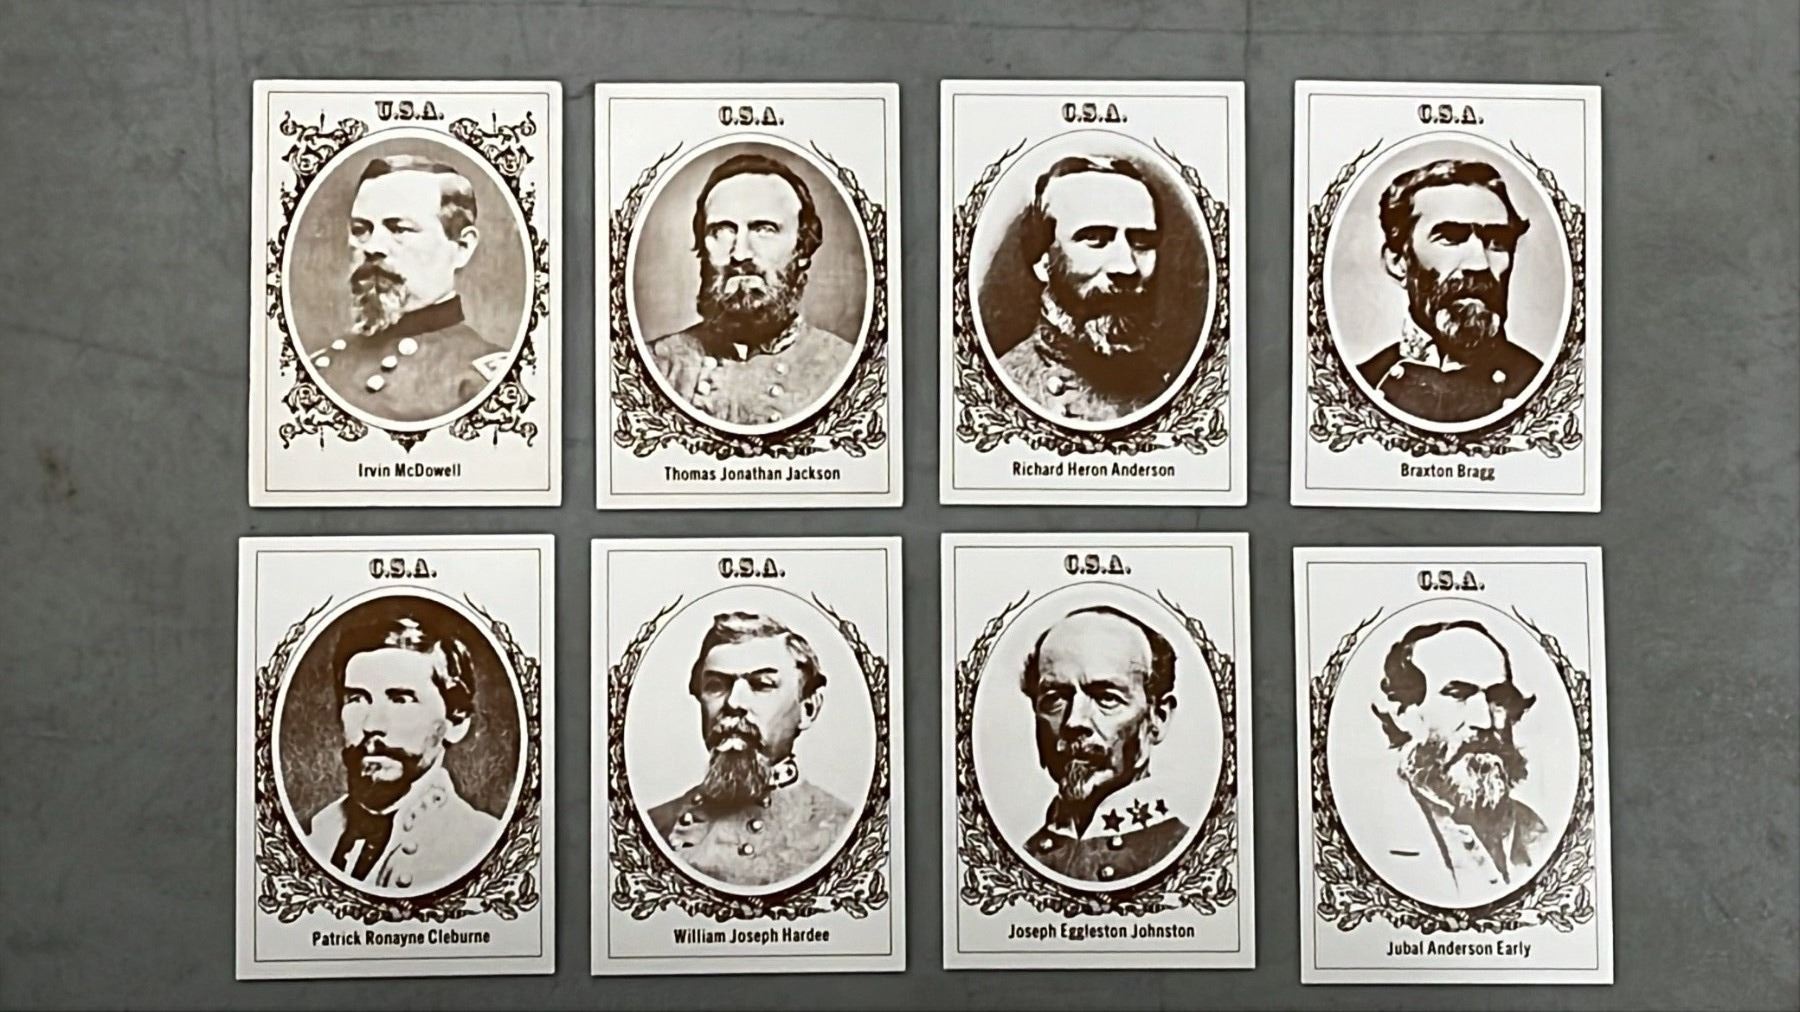 U.S.A.
Irvin McDowell
C.S.A.
Thomas Jonathan Jackson
C.S.A.
Richard Heron Anderson
C.S.A.
Braxton Bragg
C.S.A.
Patrick Ronayne Cleburne
C.S.A.
William Joseph Hardee
C.S.A.
Joseph Eggleston Johnston
C.S.A.
Jubal Anderson Early